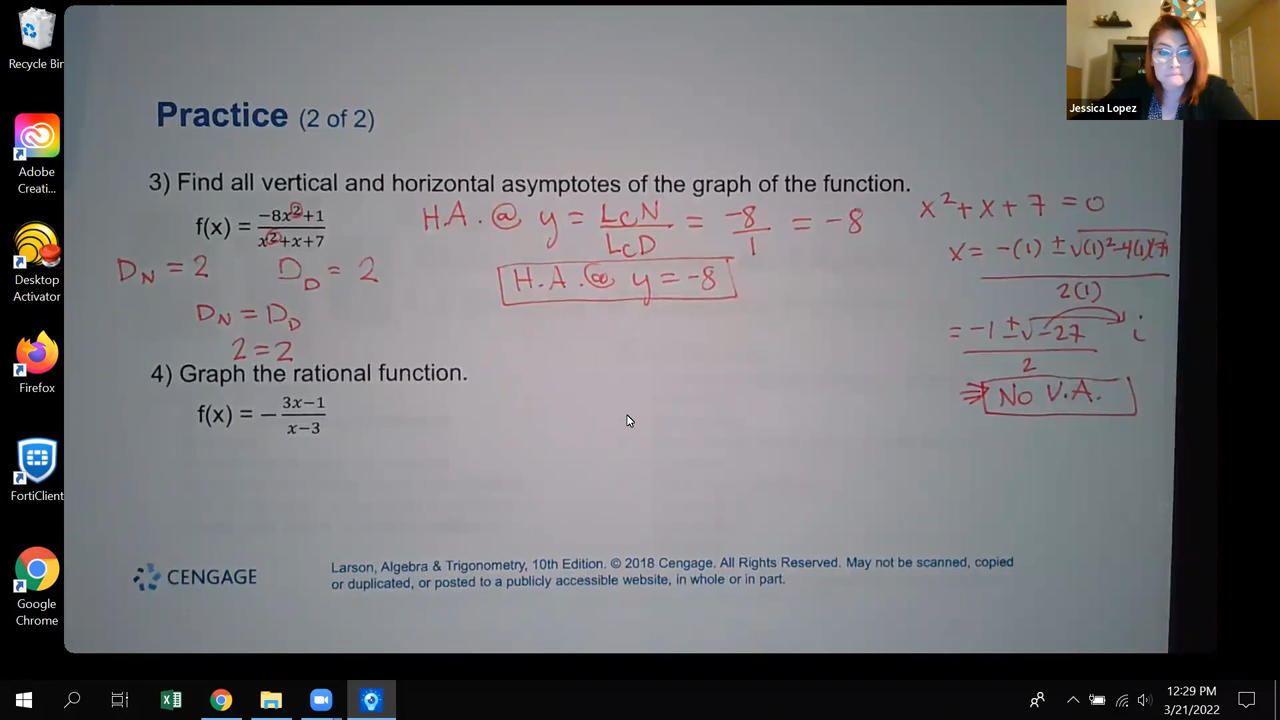 Recycle Bin
Adobe
Creati...
Desktop
Activator
Firefox
FortiClient
Google
Chrome
Jessica Lopez
Practice (2 of 2)
3) Find all vertical and horizontal asymptotes of the graph of the function.
f(x) = −8x²+1 / x²+x+7
H.A. @ y = LCN / LCD = -8 / 1 = -8
H.A.@ y = -8
D_N = 2 D_D = 2
D_N = D_D
2 = 2
x² + x + 7 = 0
x = -(1) ± √(1)²-4(1)(7) / 2(1)
= -1 ± √-27 / 2 i
⇒ No V.A.
4) Graph the rational function.
f(x) = − 3x−1 / x−3
CENGAGE
Larson, Algebra & Trigonometry, 10th Edition. © 2018 Cengage. All Rights Reserved. May not be scanned, copied
or duplicated, or posted to a publicly accessible website, in whole or in part.
12:29 PM
3/21/2022